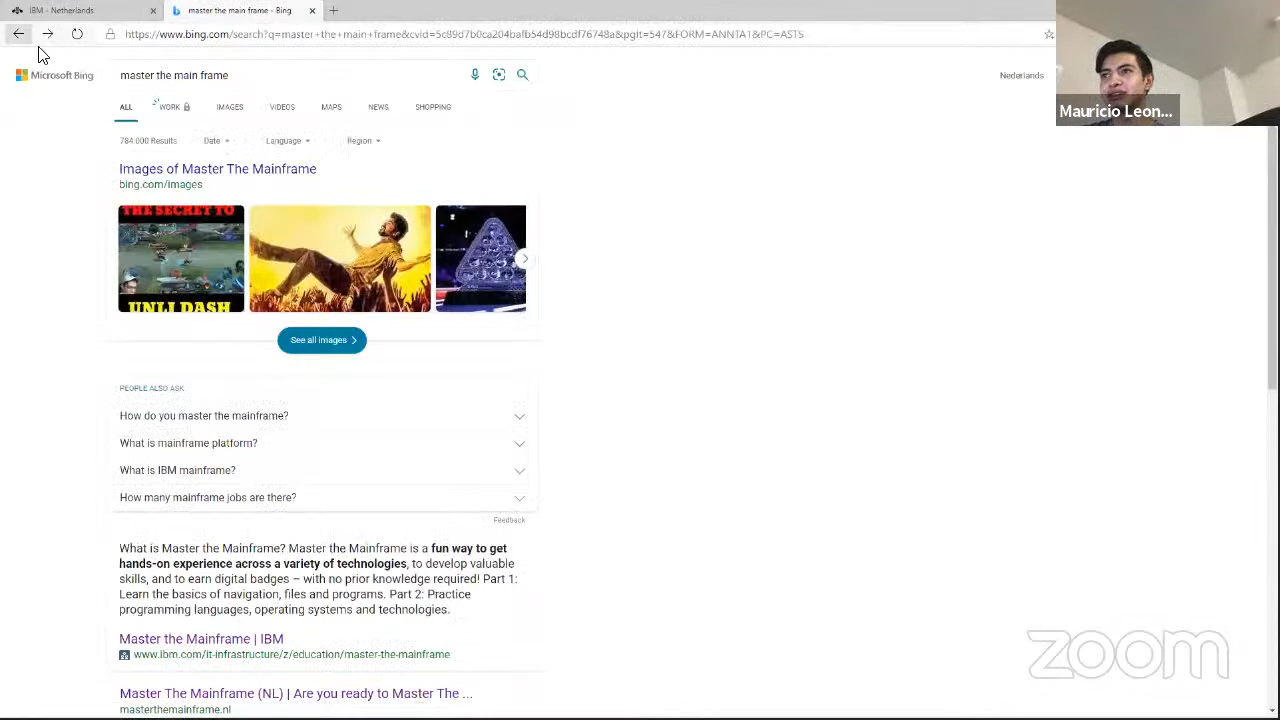 IBM - Netherlands
master the main frame - Bing
https://www.bing.com/search?q=master+the+main+frame&cvid=5c89d7b0ca204bafb54d98bcdf76748a&pglt=547&FORM=ANNTA1&PC=ASTS
Microsoft Bing
master the main frame
Nederlands
Mauricio Leon...
ALL WORK IMAGES VIDEOS MAPS NEWS SHOPPING
784.000 Results Date Language Region
Images of Master The Mainframe
bing.com/images
THE SECRET TO
UNLI DASH
See all images
PEOPLE ALSO ASK
How do you master the mainframe?
What is mainframe platform?
What is IBM mainframe?
How many mainframe jobs are there?
Feedback
What is Master the Mainframe? Master the Mainframe is a fun way to get
hands-on experience across a variety of technologies, to develop valuable
skills, and to earn digital badges – with no prior knowledge required! Part 1:
Learn the basics of navigation, files and programs. Part 2: Practice
programming languages, operating systems and technologies.
Master the Mainframe | IBM
www.ibm.com/it-infrastructure/z/education/master-the-mainframe
Master The Mainframe (NL) | Are you ready to Master The ...
masterthemainframe.nl
zoom